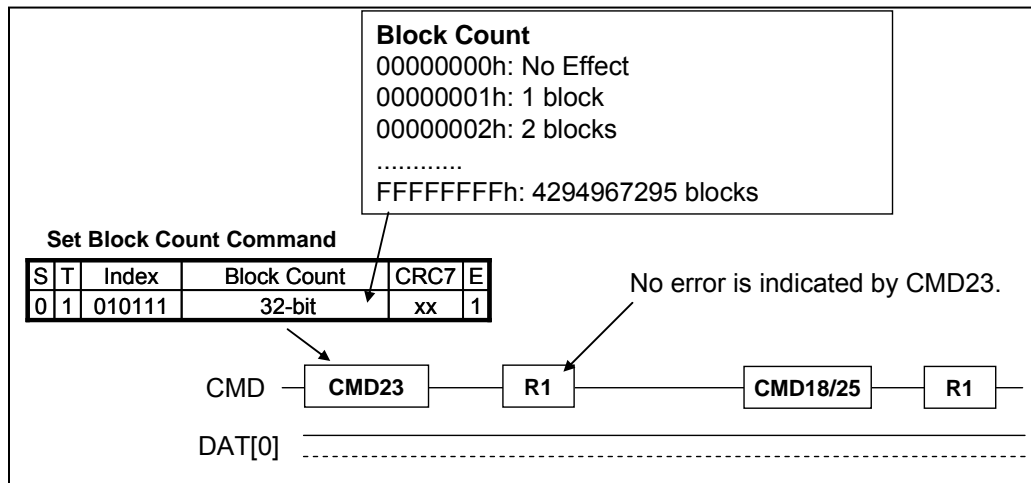 Block Count
00000000h: No Effect
00000001h: 1 block
00000002h: 2 blocks
............
FFFFFFFFh: 4294967295 blocks
Set Block Count Command
S T Index Block Count CRC7 E
0 1 010111 32-bit xx 1
No error is indicated by CMD23.
CMD CMD23 R1 CMD18/25 R1
DAT[0]